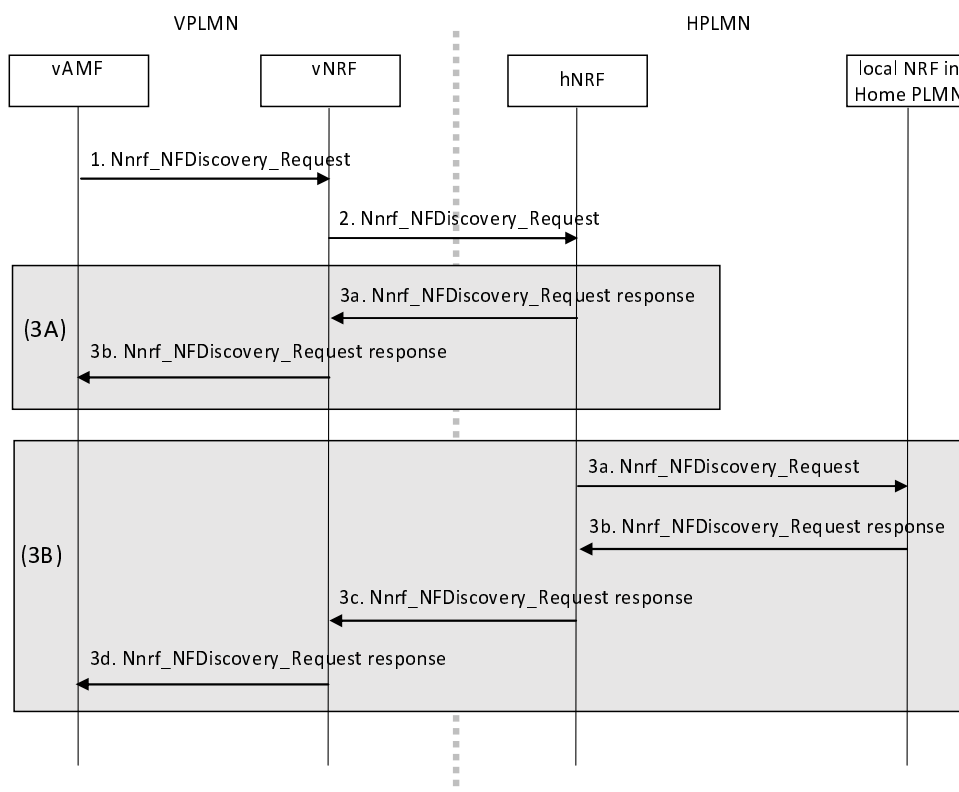 VPLMN
HPLMN
vAMF
vNRF
hNRF
local NRF in
Home PLMN
1. Nnrf_NFDiscovery_Request
2. Nnrf_NFDiscovery_Request
(3A)
3a. Nnrf_NFDiscovery_Request response
3b. Nnrf_NFDiscovery_Request response
(3B)
3a. Nnrf_NFDiscovery_Request
3b. Nnrf_NFDiscovery_Request response
3c. Nnrf_NFDiscovery_Request response
3d. Nnrf_NFDiscovery_Request response